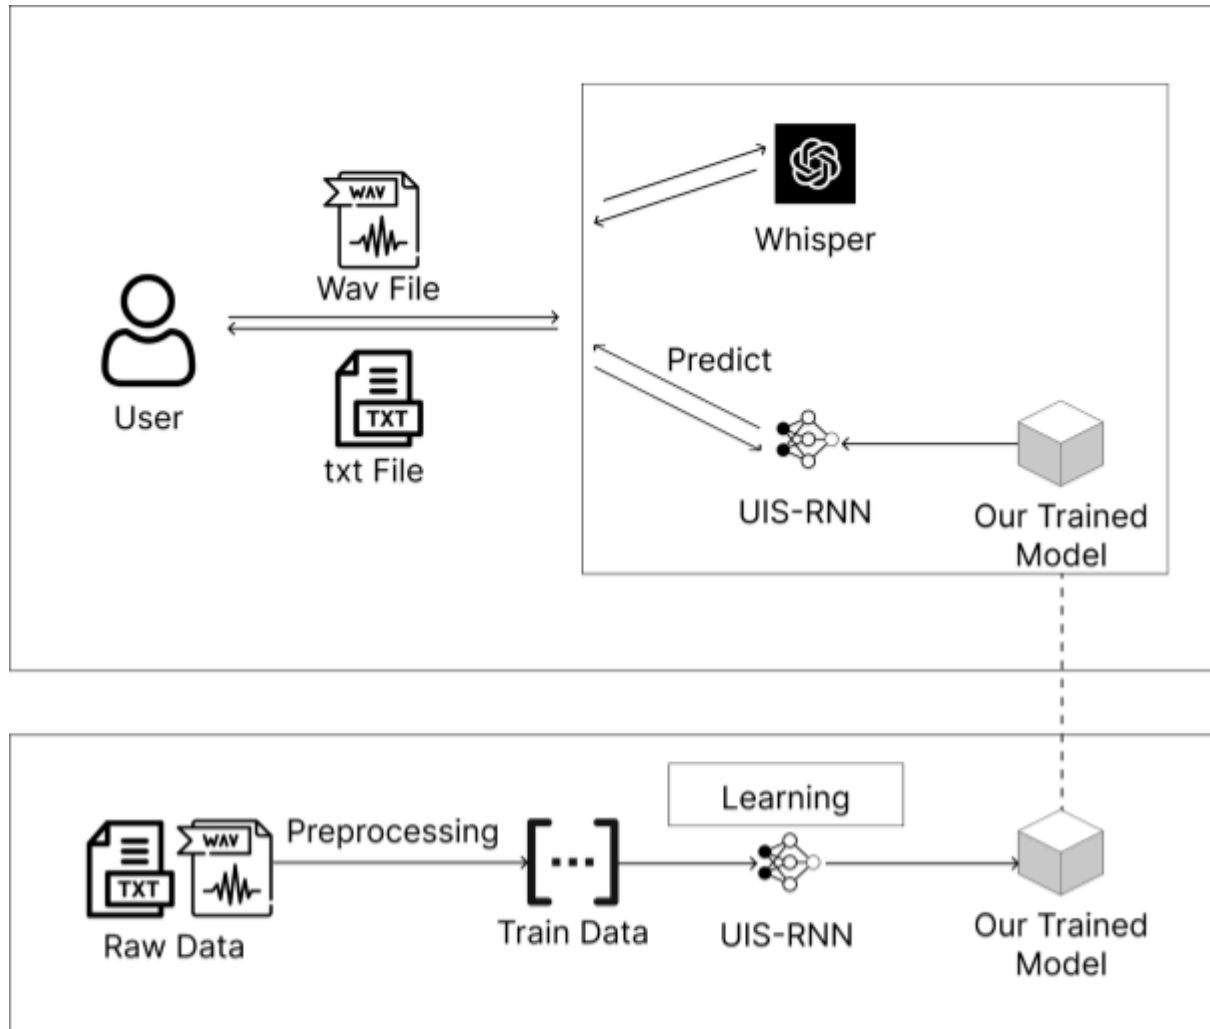 WAV
Wav File
User
TXT
txt File
Whisper
Predict
UIS-RNN
Our Trained
Model
Learning
Preprocessing
TXT
WAV
Raw Data
Train Data
UIS-RNN
Our Trained
Model